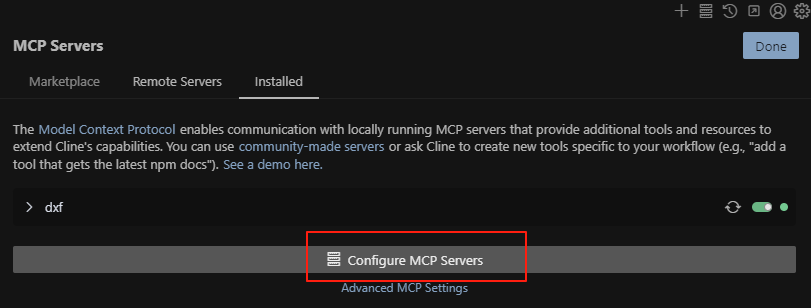 MCP Servers
Done
Marketplace Remote Servers Installed
The Model Context Protocol enables communication with locally running MCP servers that provide additional tools and resources to
extend Cline's capabilities. You can use community-made servers or ask Cline to create new tools specific to your workflow (e.g., "add a
tool that gets the latest npm docs"). See a demo here.
dxf
Configure MCP Servers
Advanced MCP Settings